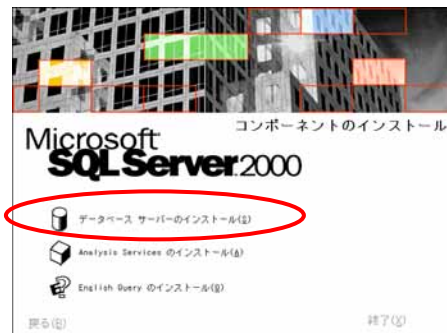 コンポーネントのインストール
Microsoft
SQL Server 2000
データベース サーバーのインストール(S)
Analysis Services のインストール(A)
English Query のインストール(Q)
戻る(B)
終了(X)